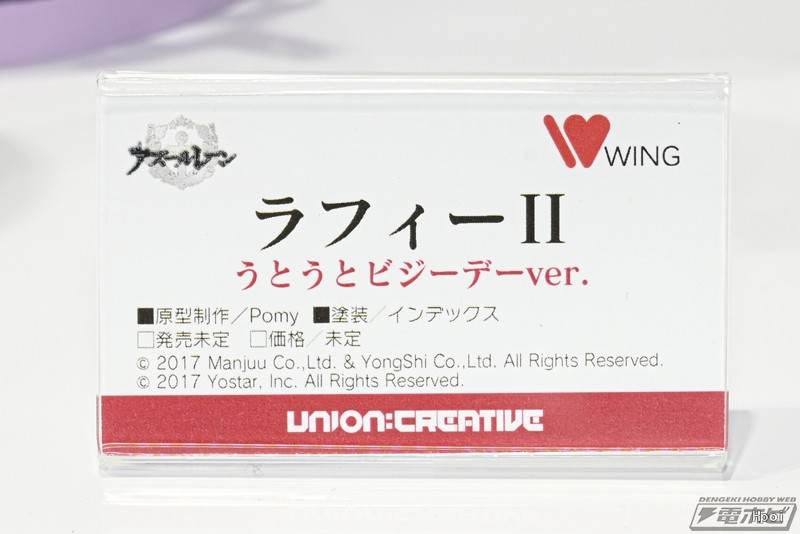 アズールレーン
WING
ラフィーII
うとうとビジーデーver.
■原型制作／Pomy ■塗装／インデックス
□発売未定 □価格／未定
© 2017 Manjuu Co.,Ltd. & YongShi Co.,Ltd. All Rights Reserved.
© 2017 Yostar, Inc. All Rights Reserved.
UNION:CREATIVE
DENGEKI HOBBY WEB
電ホビ
Hpoi